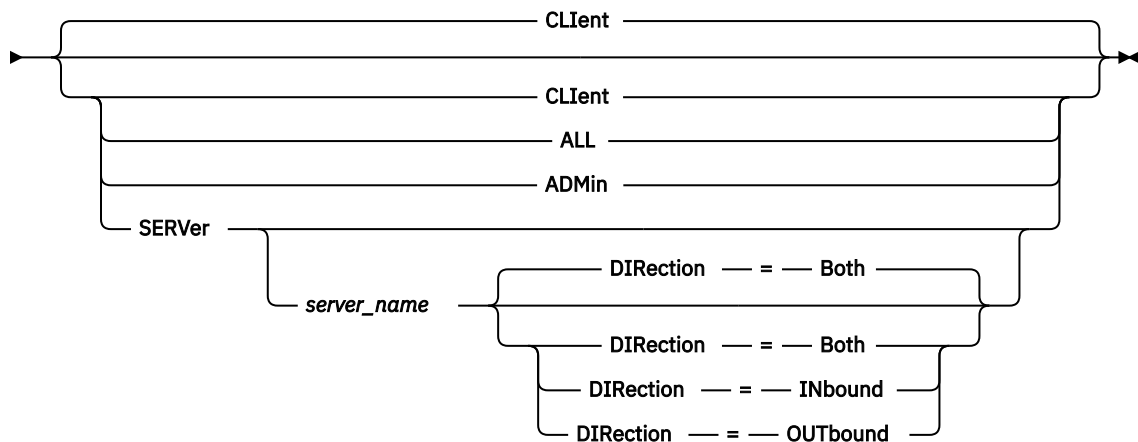 CLIent
CLIent
ALL
ADMin
SERVer
DIRection = Both
server_name
DIRection = Both
DIRection = INbound
DIRection = OUTbound